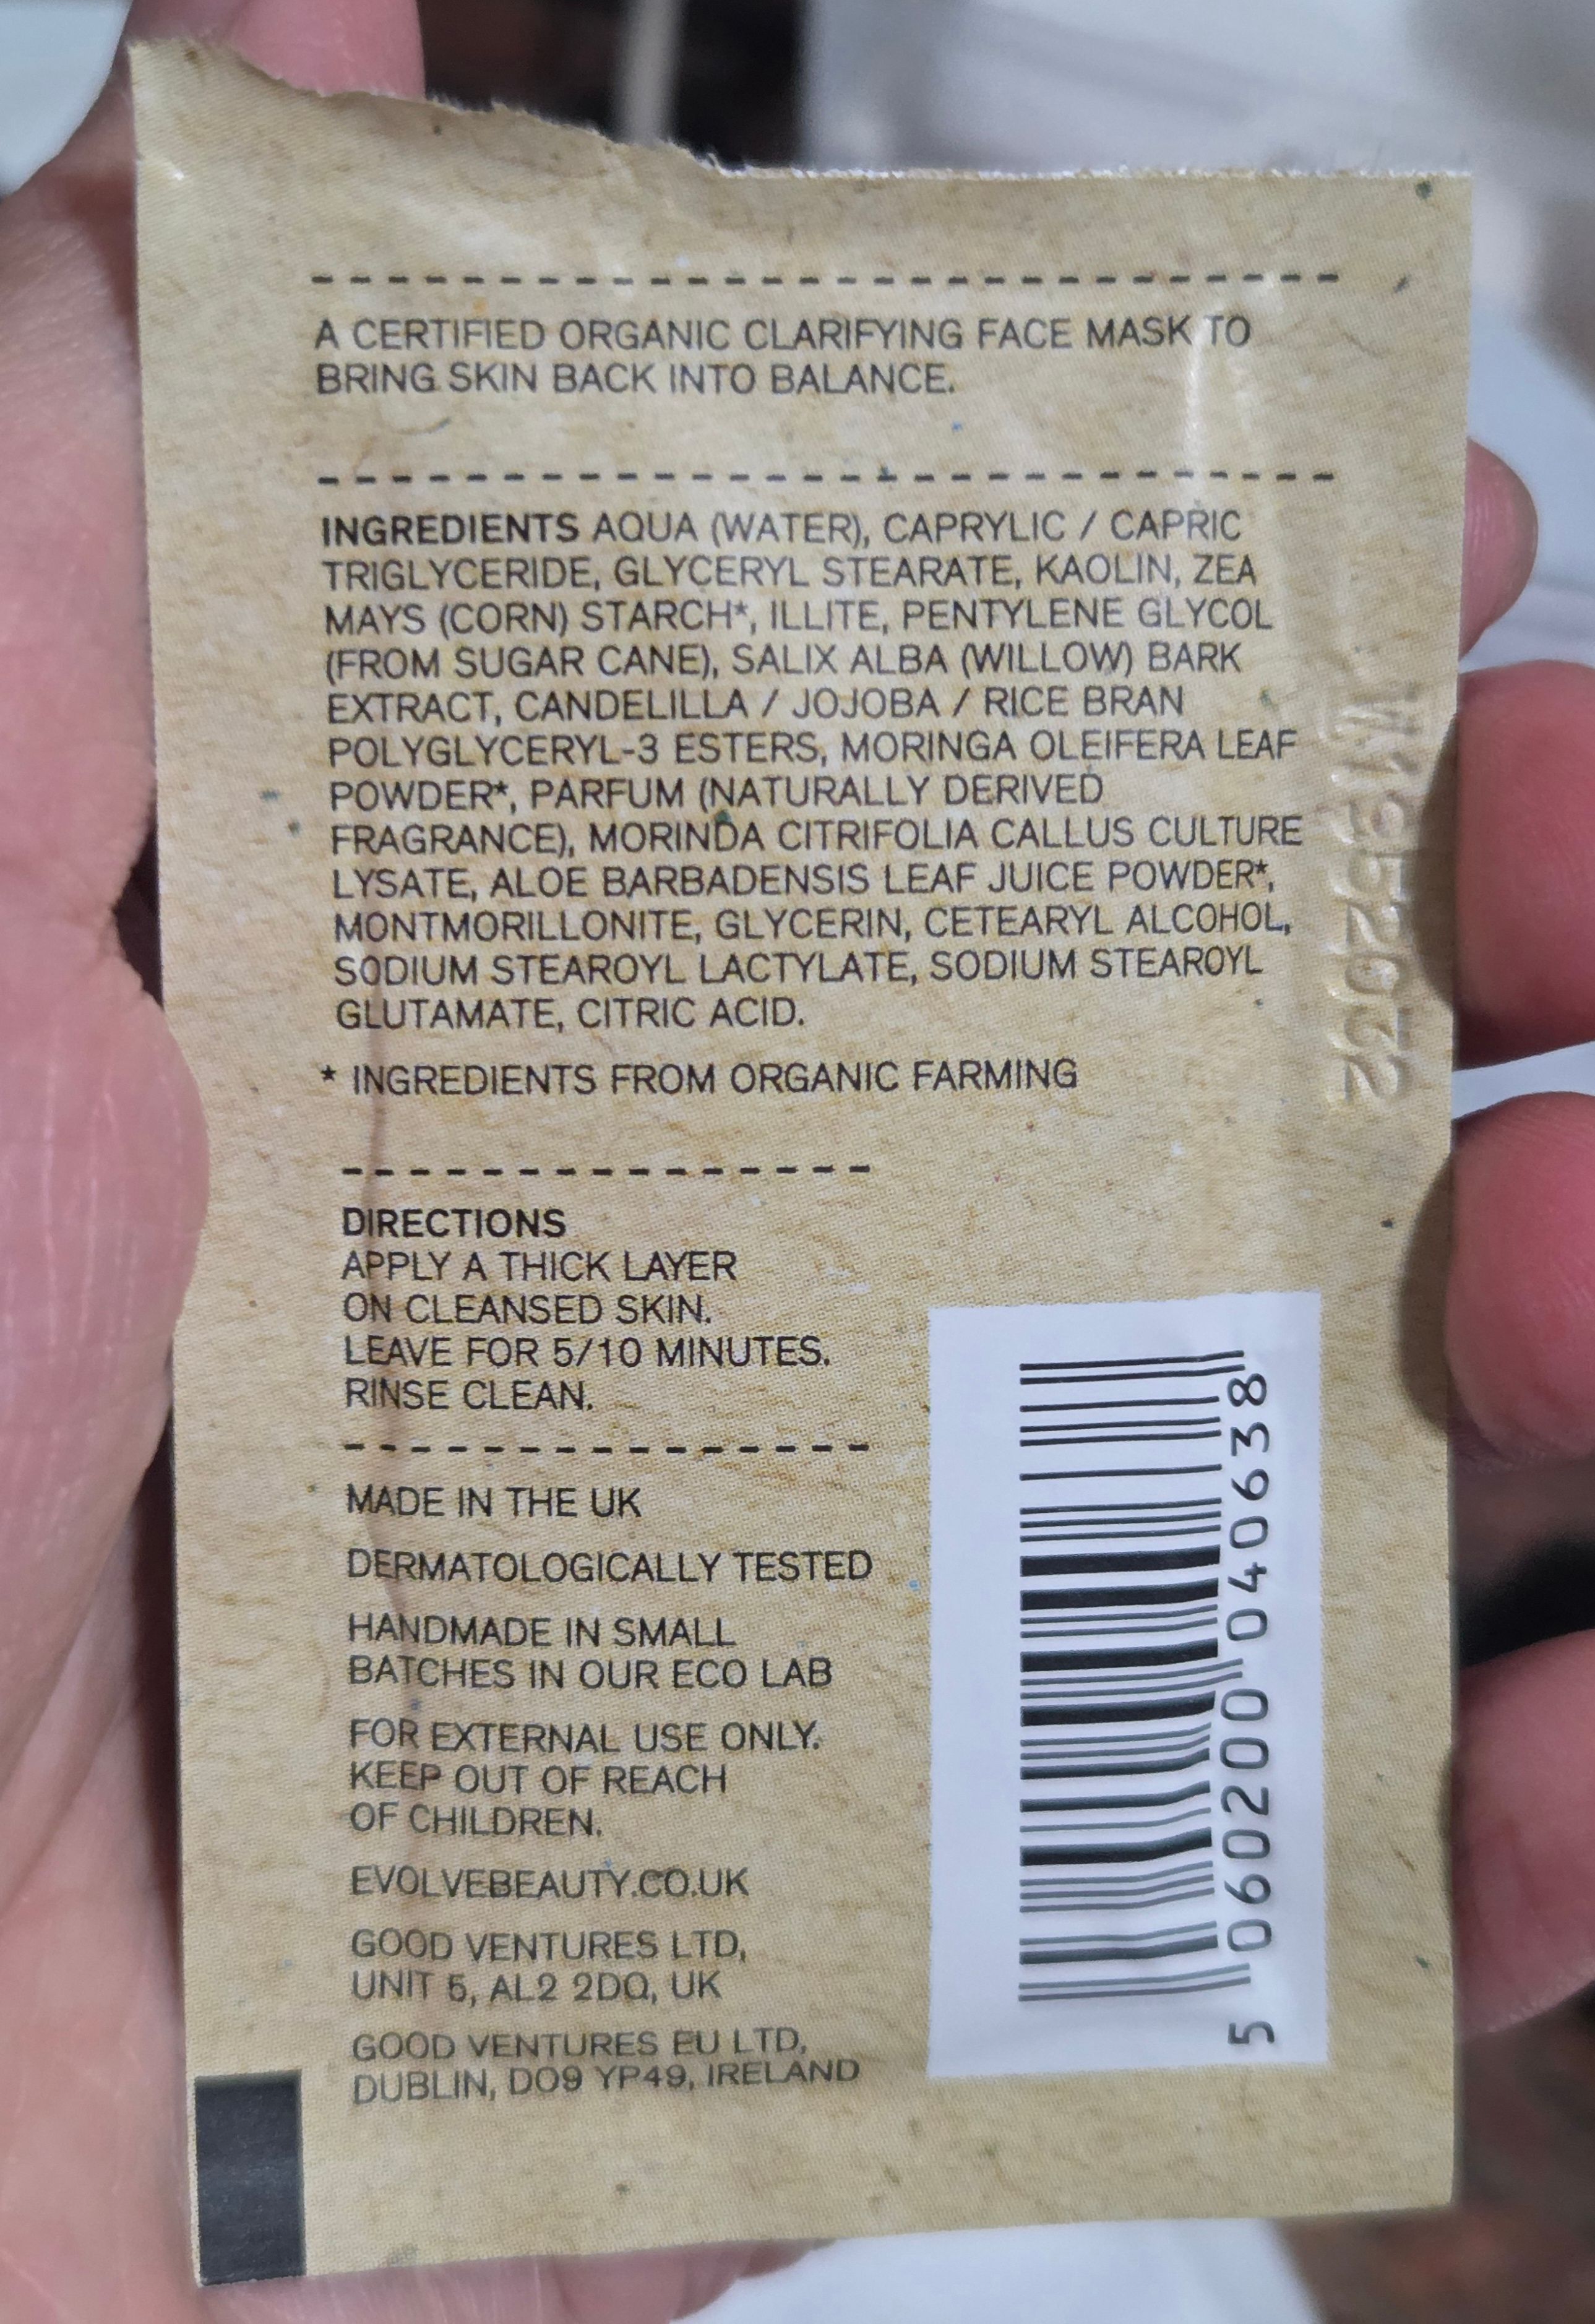 A CERTIFIED ORGANIC CLARIFYING FACE MASK TO
BRING SKIN BACK INTO BALANCE.
INGREDIENTS AQUA (WATER), CAPRYLIC / CAPRIC
TRIGLYCERIDE, GLYCERYL STEARATE, KAOLIN, ZEA
MAYS (CORN) STARCH*, ILLITE, PENTYLENE GLYCOL
(FROM SUGAR CANE), SALIX ALBA (WILLOW) BARK
EXTRACT, CANDELILLA / JOJOBA / RICE BRAN
POLYGLYCERYL-3 ESTERS, MORINGA OLEIFERA LEAF
POWDER*, PARFUM (NATURALLY DERIVED
FRAGRANCE), MORINDA CITRIFOLIA CALLUS CULTURE
LYSATE, ALOE BARBADENSIS LEAF JUICE POWDER*,
MONTMORILLONITE, GLYCERIN, CETEARYL ALCOHOL,
SODIUM STEAROYL LACTYLATE, SODIUM STEAROYL
GLUTAMATE, CITRIC ACID.
* INGREDIENTS FROM ORGANIC FARMING
DIRECTIONS
APPLY A THICK LAYER
ON CLEANSED SKIN.
LEAVE FOR 5/10 MINUTES.
RINSE CLEAN.
MADE IN THE UK
DERMATOLOGICALLY TESTED
HANDMADE IN SMALL
BATCHES IN OUR ECO LAB
FOR EXTERNAL USE ONLY.
KEEP OUT OF REACH
OF CHILDREN.
EVOLVEBEAUTY.CO.UK
GOOD VENTURES LTD,
UNIT 5, AL2 2DQ, UK
GOOD VENTURES EU LTD,
DUBLIN, D09 YP49, IRELAND
5 060200 040638